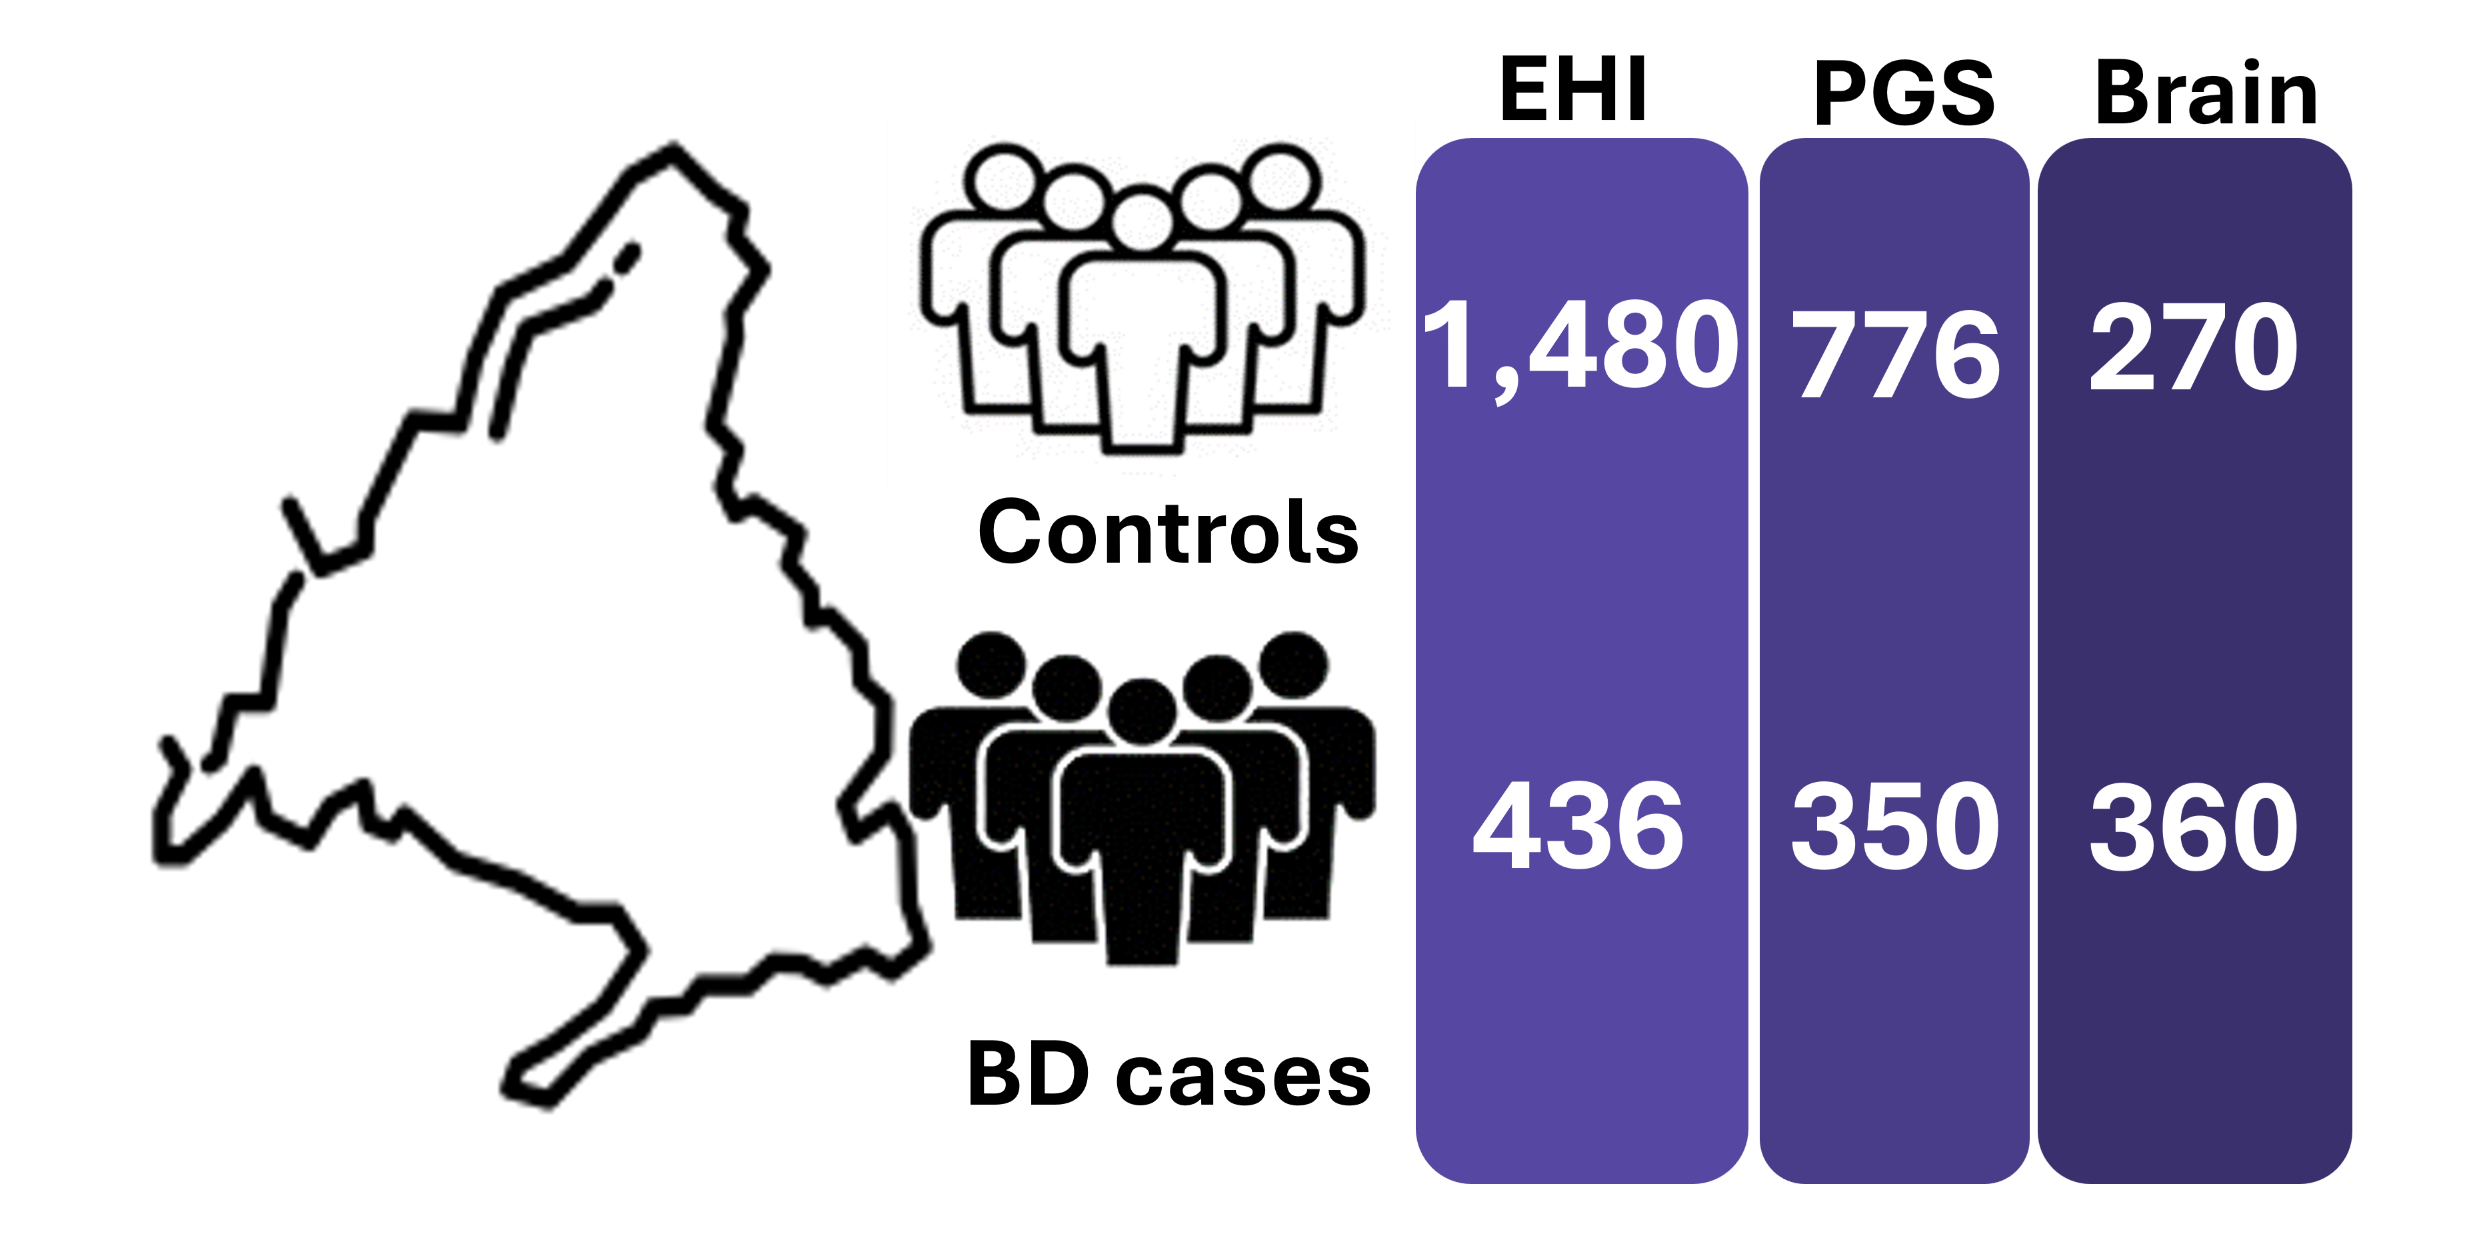 EHI PGS Brain
1,480 776 270
Controls
436 350 360
BD cases